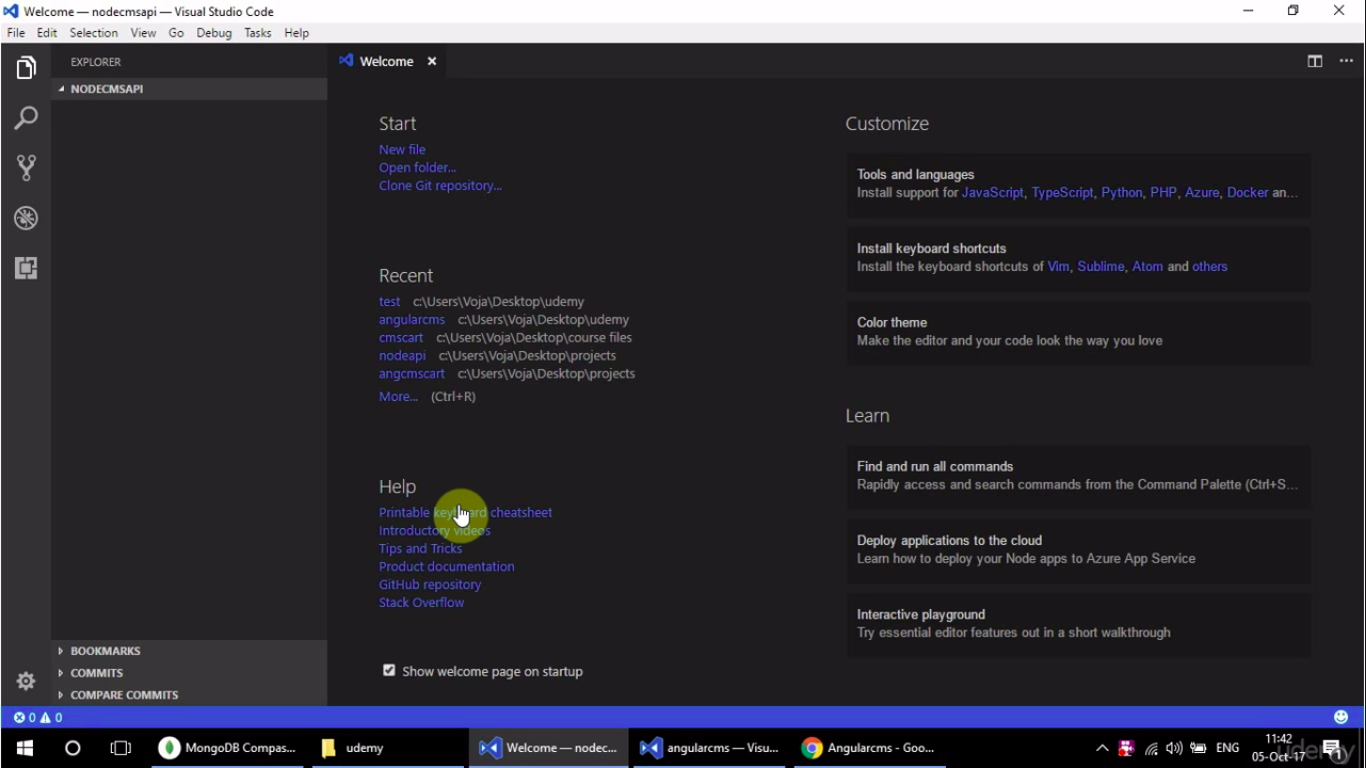 Welcome — nodecmsapi — Visual Studio Code
File Edit Selection View Go Debug Tasks Help
EXPLORER
NODECMSAPI
BOOKMARKS
COMMITS
COMPARE COMMITS
Welcome
Start
New file
Open folder...
Clone Git repository...
Recent
test c:\Users\Voja\Desktop\udemy
angularcms c:\Users\Voja\Desktop\udemy
cmscart c:\Users\Voja\Desktop\course files
nodeapi c:\Users\Voja\Desktop\projects
angcmscart c:\Users\Voja\Desktop\projects
More... (Ctrl+R)
Help
Printable keyboard cheatsheet
Introductory videos
Tips and Tricks
Product documentation
GitHub repository
Stack Overflow
Show welcome page on startup
Customize
Tools and languages
Install support for JavaScript, TypeScript, Python, PHP, Azure, Docker an...
Install keyboard shortcuts
Install the keyboard shortcuts of Vim, Sublime, Atom and others
Color theme
Make the editor and your code look the way you love
Learn
Find and run all commands
Rapidly access and search commands from the Command Palette (Ctrl+S...
Deploy applications to the cloud
Learn how to deploy your Node apps to Azure App Service
Interactive playground
Try essential editor features out in a short walkthrough
0 0
MongoDB Compas...
udemy
Welcome — nodec...
angularcms — Visu...
Angularcms - Goo...
ENG
11:42
05-Oct-17
udemy
1